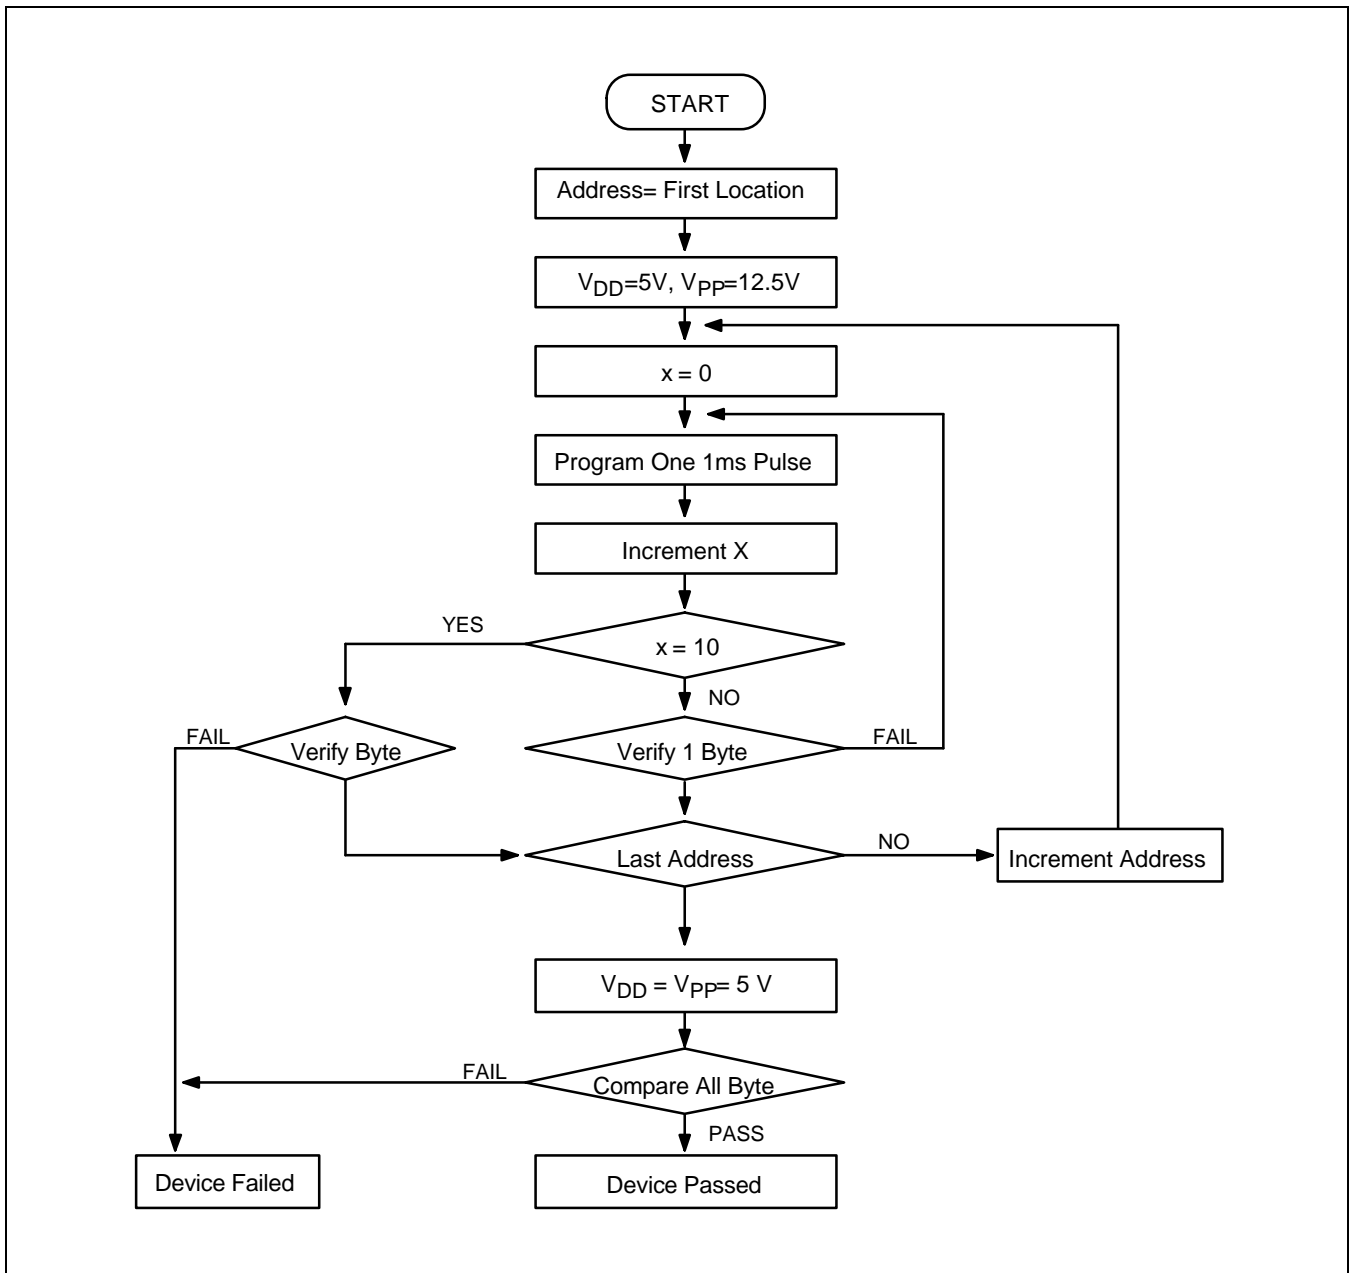 START
Address= First Location
VDD=5V, VPP=12.5V
x = 0
Program One 1ms Pulse
Increment X
YES
x = 10
NO
FAIL
Verify Byte
Verify 1 Byte
FAIL
Last Address
NO
Increment Address
VDD = VPP= 5 V
FAIL
Compare All Byte
PASS
Device Failed
Device Passed